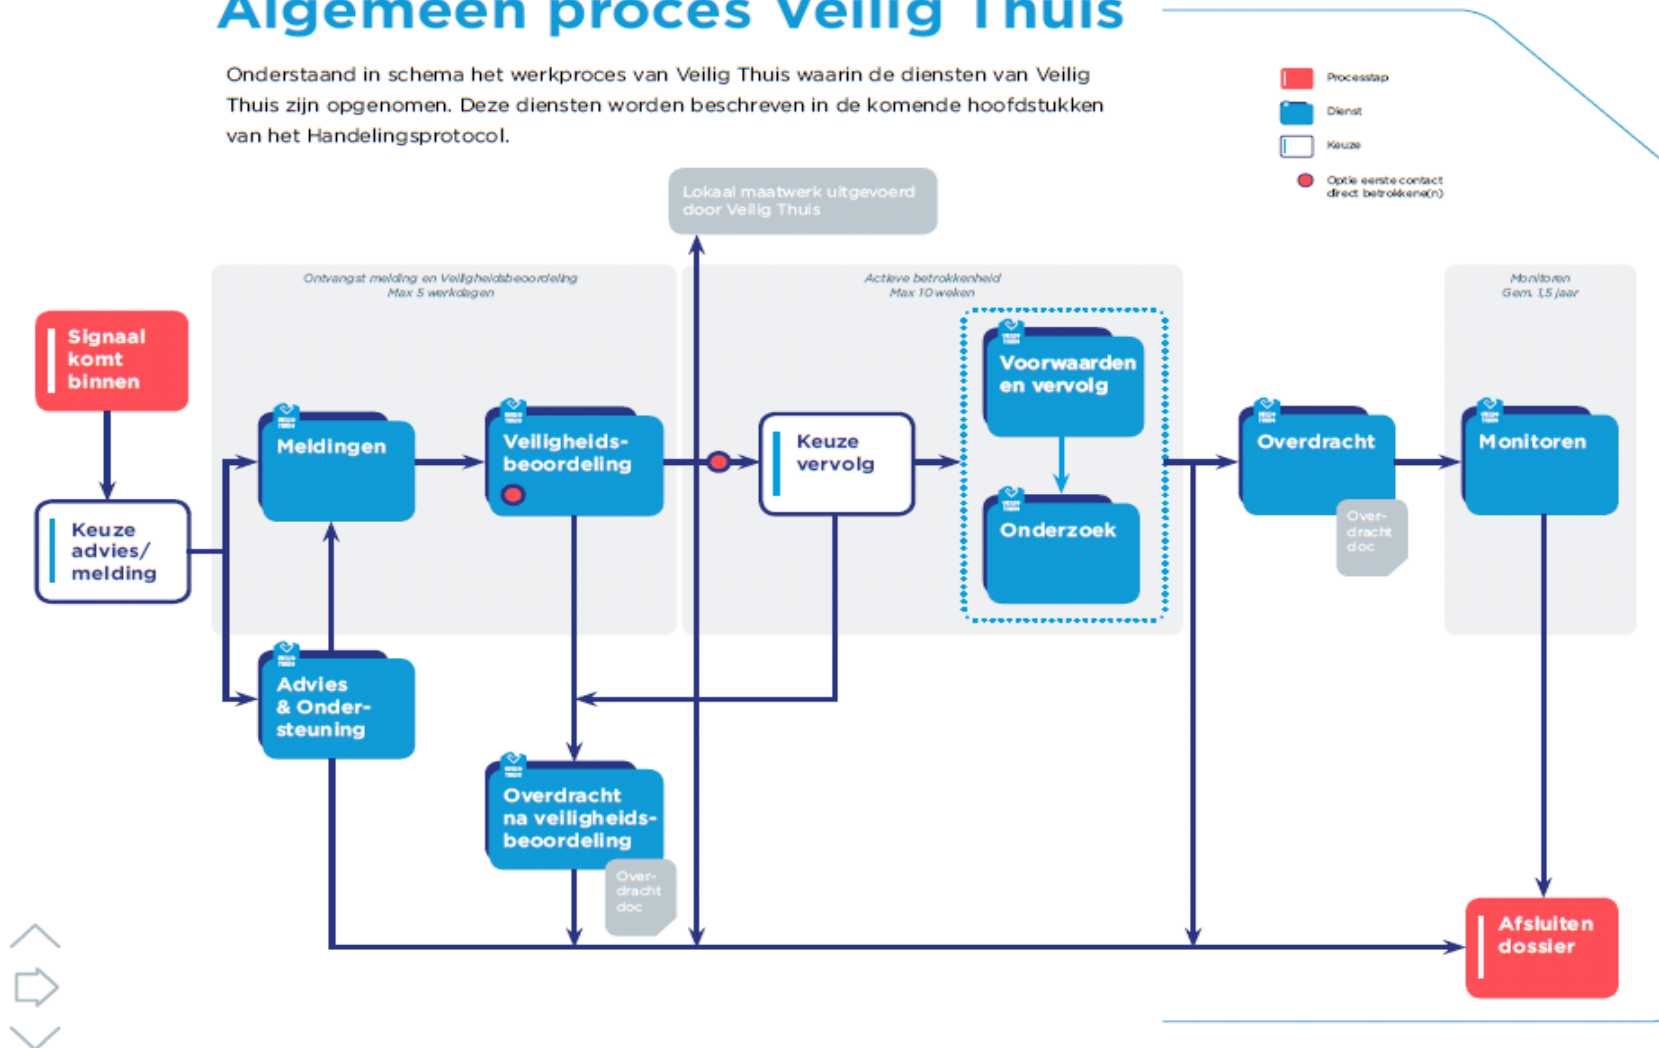 Algemeen proces Veilig Thuis
Onderstaand in schema het werkproces van Veilig Thuis waarin de diensten van Veilig
Thuis zijn opgenomen. Deze diensten worden beschreven in de komende hoofdstukken
van het Handelingsprotocol.
Processtap
Dienst
Keuze
Optie eerste contact
direct betrokkene(n)
Lokaal maatwerk uitgevoerd
door Veilig Thuis
Ontvangst melding en Veiligheidsbeoordeling
Max 5 werkdagen
Actieve betrokkenheid
Max 10 weken
Monitoren
Gem. 1,5 jaar
Signaal
komt
binnen
Keuze
advies/
melding
Meldingen
Veiligheids-
beoordeling
Keuze
vervolg
Voorwaarden
en vervolg
Onderzoek
Overdracht
Over-
dracht
doc
Monitoren
Advies
& Onder-
steuning
Overdracht
na veiligheids-
beoordeling
Over-
dracht
doc
Afsluiten
dossier